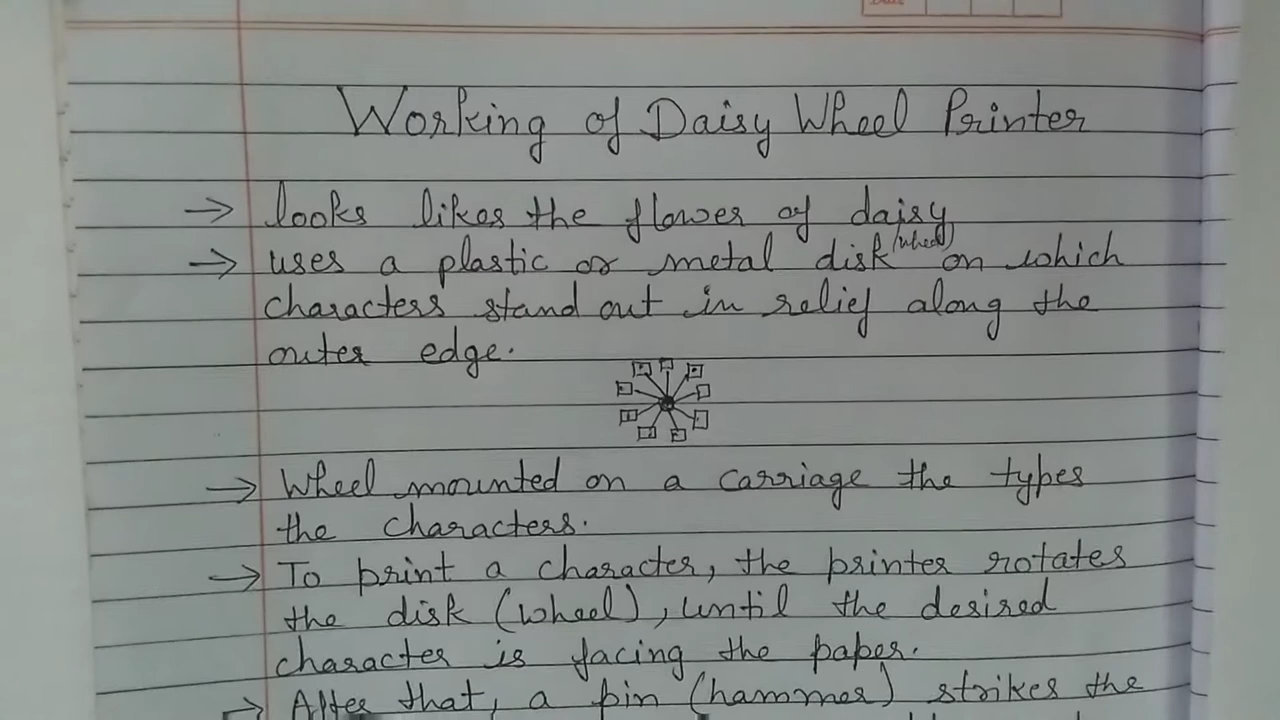 Working of Daisy Wheel Printer
→ looks likes the flower of daisy
→ uses a plastic or metal disk (wheel) on which
characters stand out in relief along the
outer edge.
→ Wheel mounted on a carriage the types
the characters.
→ To print a character, the printer rotates
the disk (wheel), until the desired
character is facing the paper.
→ After that, a pin (hammer) strikes the